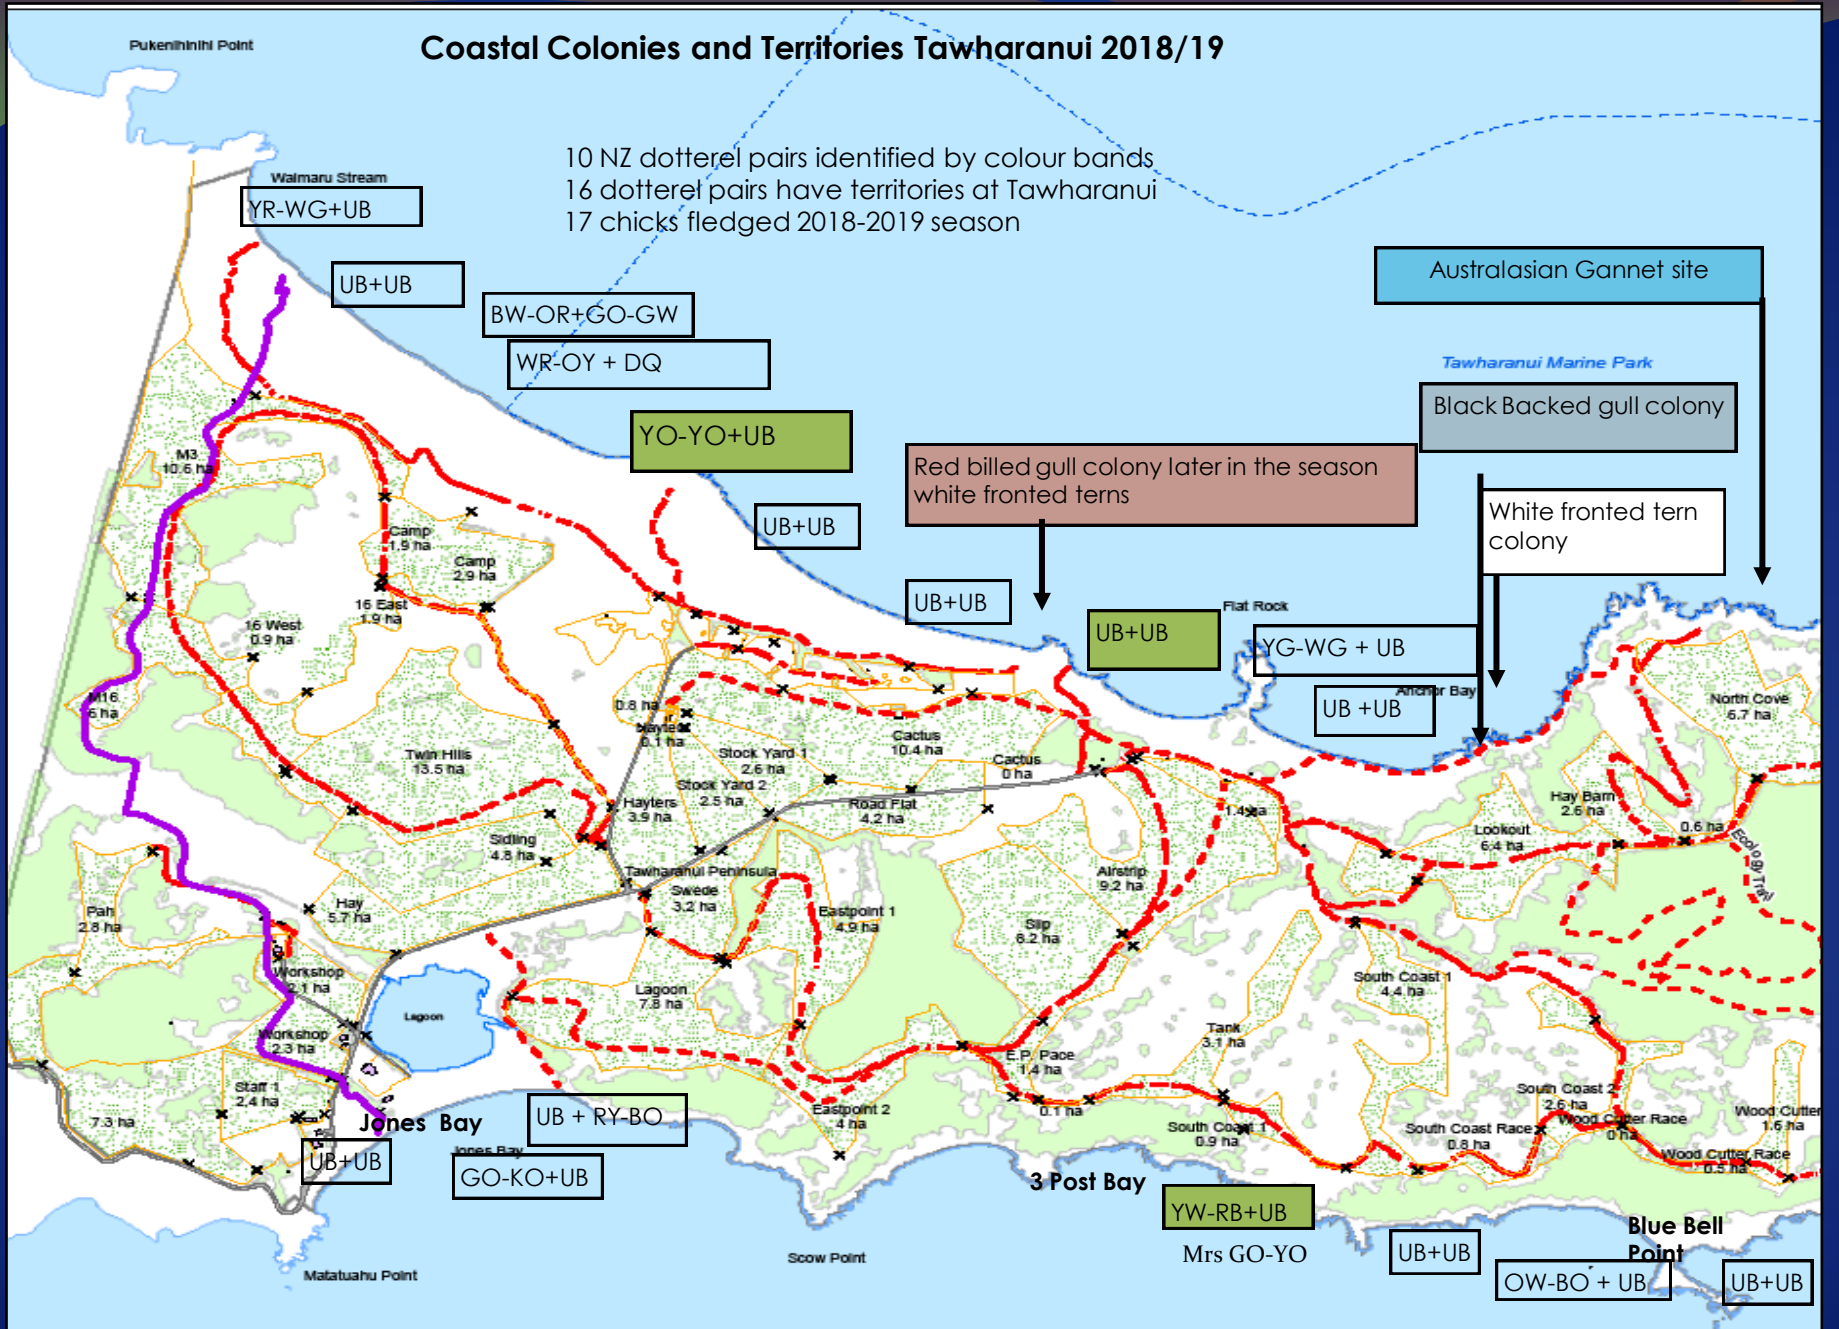 Coastal Colonies and Territories Tawharanui 2018/19
Pukenihinihi Point
10 NZ dotterel pairs identified by colour bands
16 dotterel pairs have territories at Tawharanui
17 chicks fledged 2018-2019 season
Waimaru Stream
YR-WG+UB
UB+UB
BW-OR+GO-GW
WR-OY + DQ
YO-YO+UB
UB+UB
Australasian Gannet site
Tawharanui Marine Park
Black Backed gull colony
Red billed gull colony later in the season
white fronted terns
White fronted tern
colony
UB+UB
UB+UB
Flat Rock
YG-WG + UB
Anchor Bay
UB +UB
M3
10.6 ha
Camp
1.9 ha
Camp
2.9 ha
16 East
1.9 ha
16 West
0.9 ha
M16
6 ha
Twin Hills
13.5 ha
0.8 ha
0.1 ha
Stock Yard 1
2.6 ha
Stock Yard 2
2.5 ha
Cactus
10.4 ha
Cactus
0 ha
North Cove
6.7 ha
Hayters
3.9 ha
Road Flat
4.2 ha
Hay Barn
2.6 ha
Lookout
6.4 ha
0.6 ha
Ecology Trail
Sidling
4.8 ha
Tawharanui Peninsula
Swede
3.2 ha
Airstrip
9.2 ha
Hay
5.7 ha
Pah
2.8 ha
Eastpoint 1
4.9 ha
Slip
6.2 ha
Workshop
2.1 ha
Lagoon
Lagoon
7.8 ha
South Coast 1
4.4 ha
Workshop
2.3 ha
Tank
3.1 ha
E.P. Pace
1.4 ha
0.1 ha
Staff 1
2.4 ha
7.3 ha
Jones Bay
Jones Bay
UB + RY-BO
UB+UB
GO-KO+UB
Eastpoint 2
4 ha
South Coast 1
0.9 ha
South Coast 2
2.6 ha
South Coast Race
0.8 ha
Wood Cutter Race
0 ha
Wood Cutter
1.6 ha
Wood Cutter Race
0.5 ha
3 Post Bay
YW-RB+UB
Mrs GO-YO
UB+UB
Blue Bell
Point
OW-BO + UB
UB+UB
Scow Point
Matatuahu Point